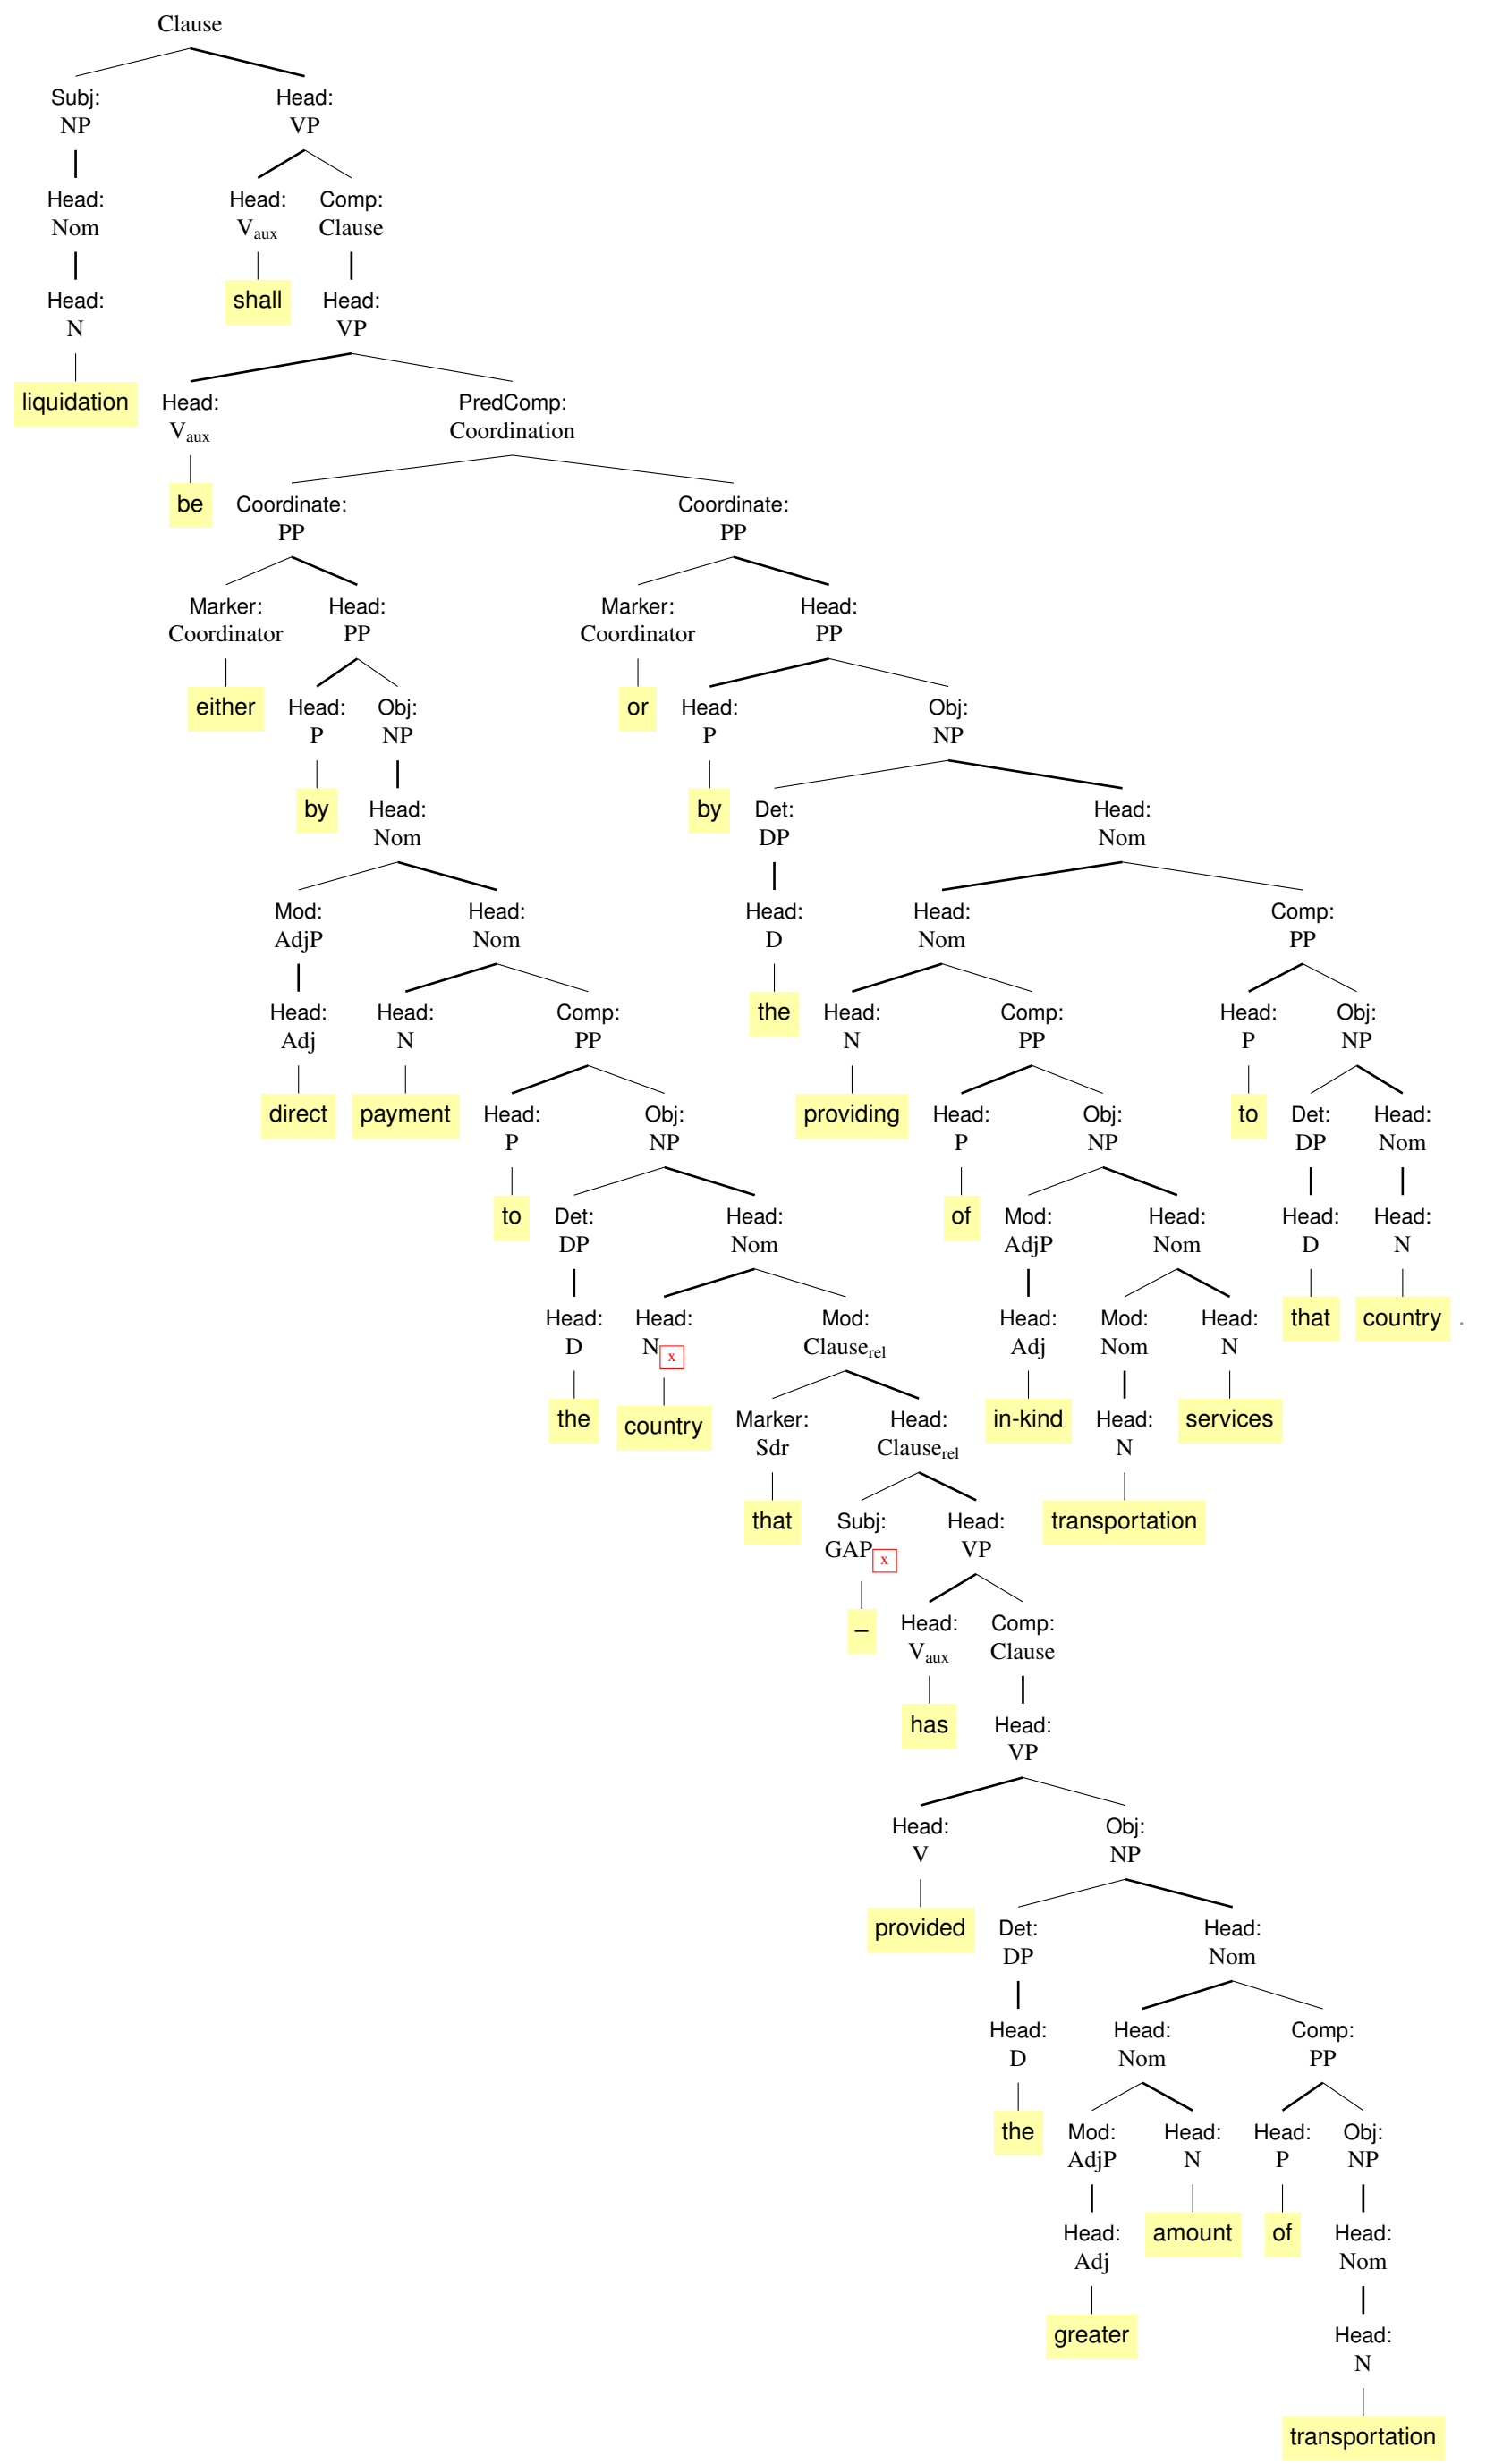 Clause
Subj: Head:
NP VP
Head: Head: Comp:
Nom Vaux Clause
Head: shall Head:
N VP
liquidation Head: PredComp:
Vaux Coordination
be Coordinate: Coordinate:
PP PP
Marker: Head: Marker: Head:
Coordinator PP Coordinator PP
either Head: Obj: or Head: Obj:
P NP P NP
by Head: by Det: Head:
Nom DP Nom
Mod: Head: Head: Head: Comp:
AdjP Nom D Nom PP
Head: Head: Comp: the Head: Comp: Head: Obj:
Adj N PP N PP P NP
direct payment Head: Obj: providing Head: Obj: to Det: Head:
P NP P NP DP Nom
to Det: Head: of Mod: Head: Head: Head:
DP Nom AdjP Nom D N
Head: Head: Mod: Head: Mod: Head: that country .
D N x Clauserel Adj Nom N
the country Marker: Head: in-kind Head: services
Sdr Clauserel N
that Subj: Head: transportation
GAP x VP
– Head: Comp:
Vaux Clause
has Head:
VP
Head: Obj:
V NP
provided Det: Head:
DP Nom
Head: Head: Comp:
D Nom PP
the Mod: Head: Head: Obj:
AdjP N P NP
Head: amount of Head:
Adj Nom
greater Head:
N
transportation